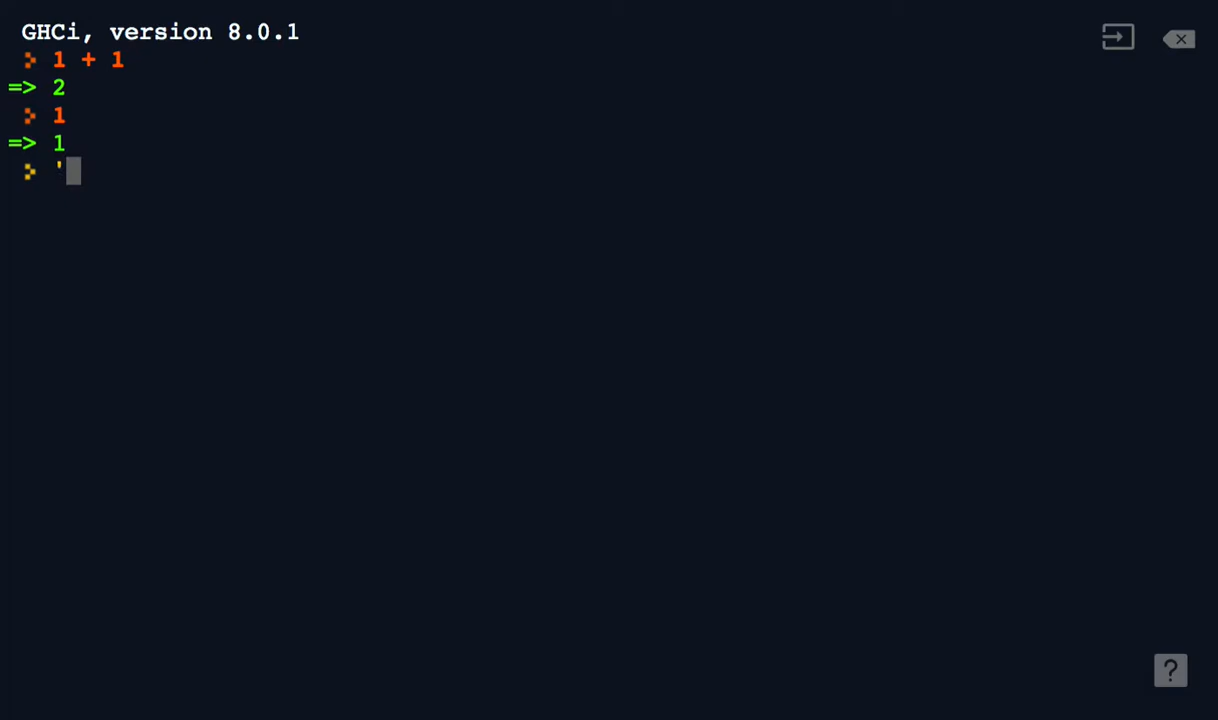 GHCi, version 8.0.1
> 1 + 1
=> 2
> 1
=> 1
> '
?